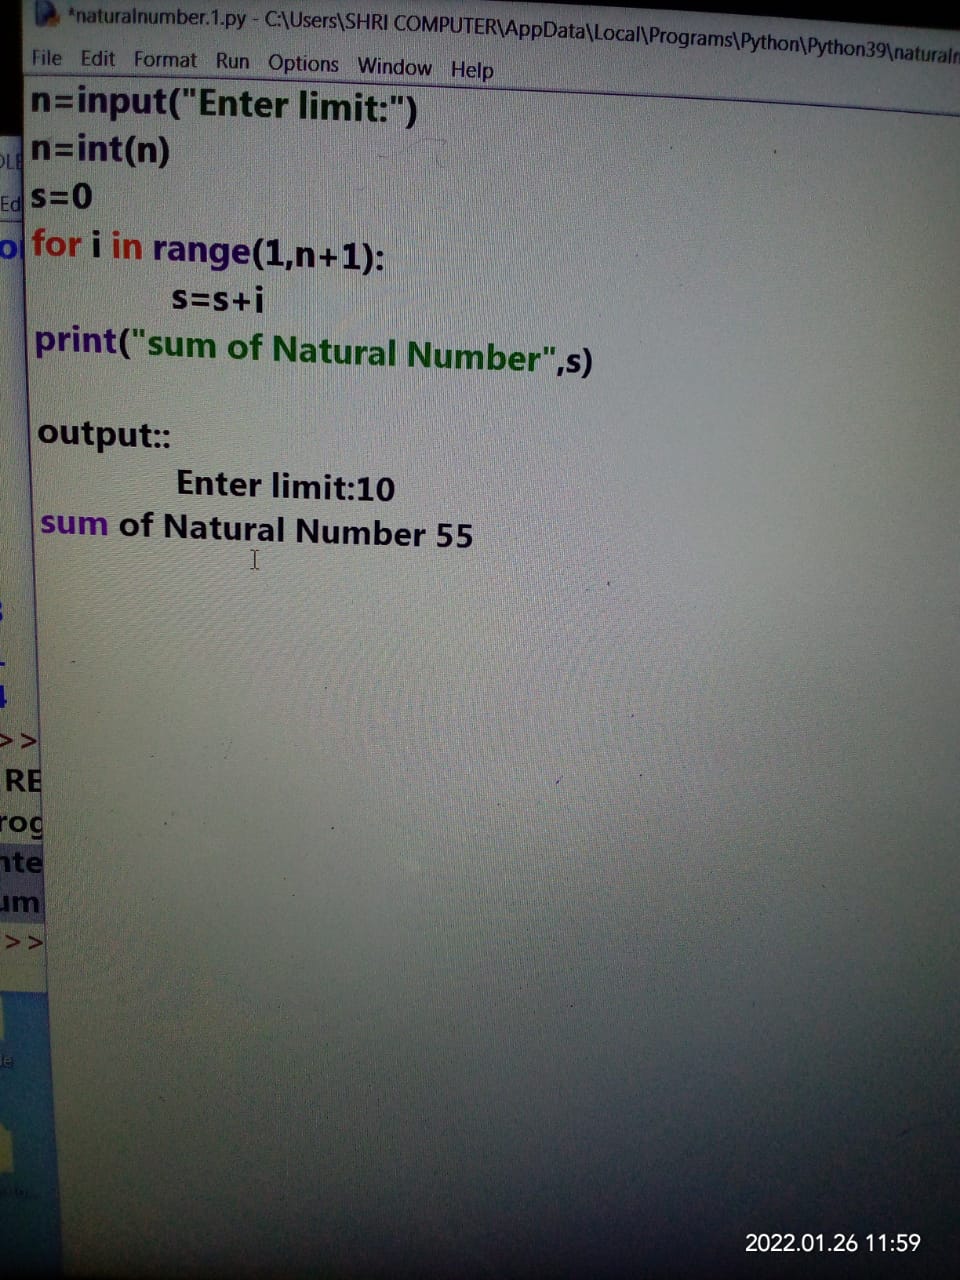 *naturalnumber.1.py - C:\Users\SHRI COMPUTER\AppData\Local\Programs\Python\Python39\naturaln
File Edit Format Run Options Window Help
n=input("Enter limit:")
n=int(n)
s=0
for i in range(1,n+1):
s=s+i
print("sum of Natural Number",s)
output::
Enter limit:10
sum of Natural Number 55
Ed
>>
RE
rog
nte
um
>>
2022.01.26 11:59